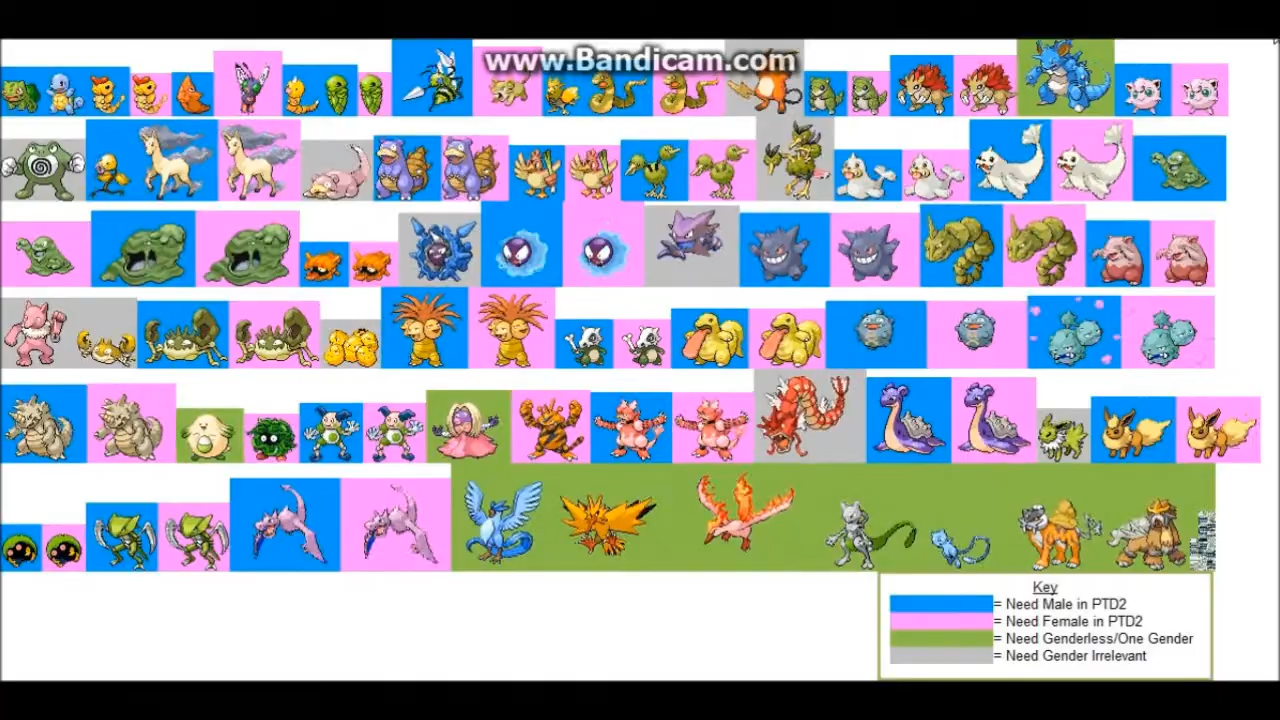 www.Bandicam.com
Key
= Need Male in PTD2
= Need Female in PTD2
= Need Genderless/One Gender
= Need Gender Irrelevant